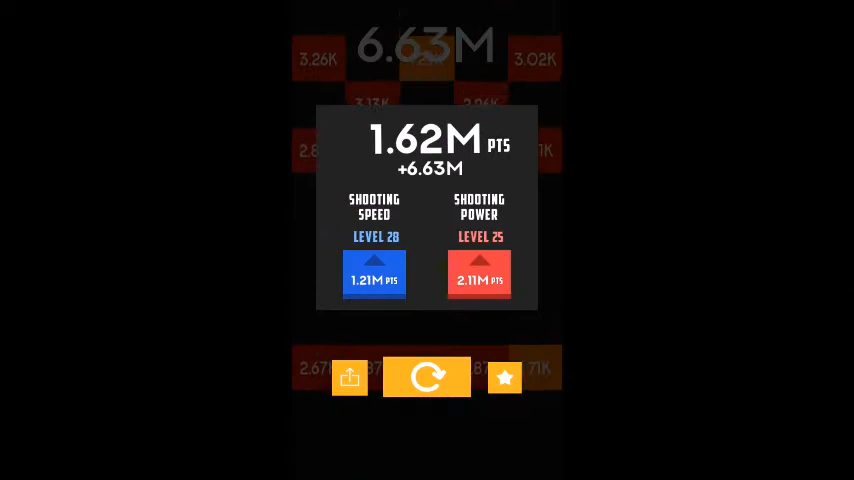 6.63M
3.26K
3.02K
1.62M PTS
+6.63M
SHOOTING SPEED
SHOOTING POWER
LEVEL 28
LEVEL 25
1.21M PTS
2.11M PTS